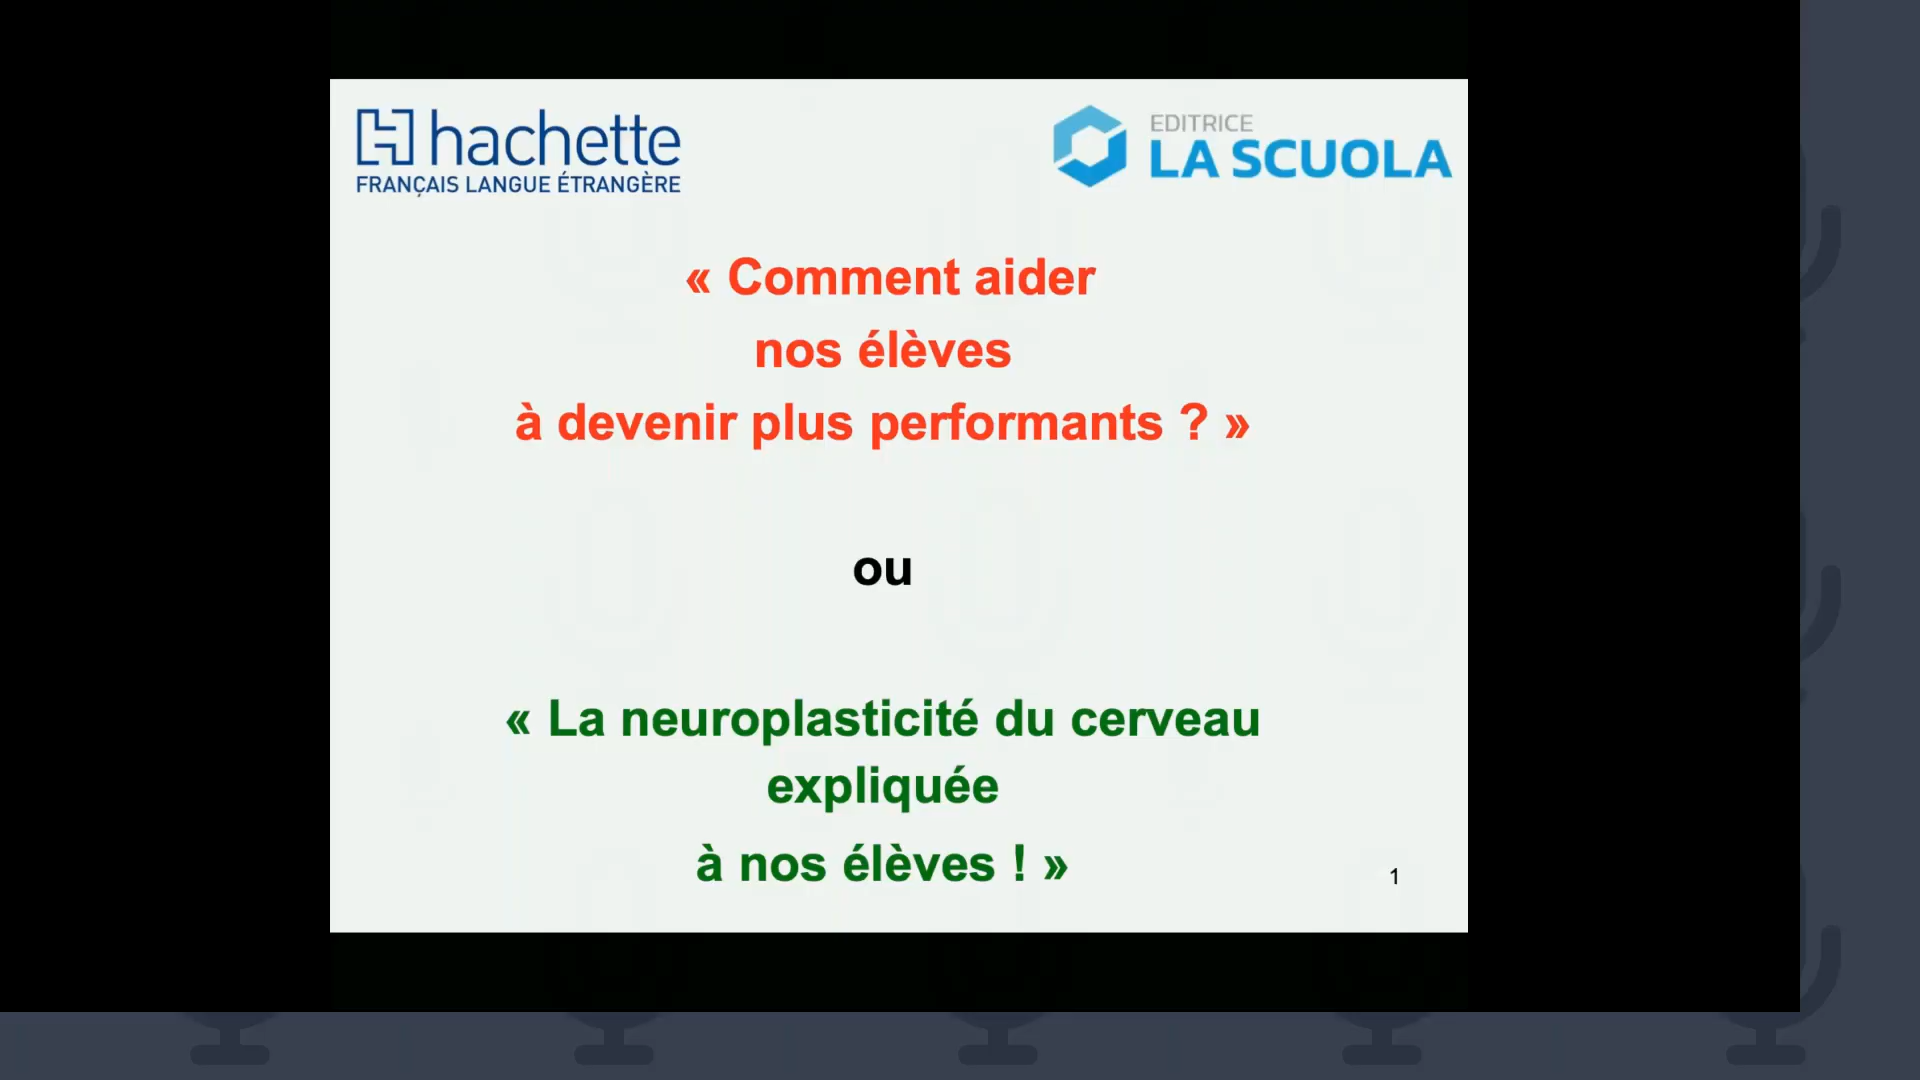 hachette
FRANÇAIS LANGUE ÉTRANGÈRE
EDITRICE
LA SCUOLA
« Comment aider
nos élèves
à devenir plus performants ? »
ou
« La neuroplasticité du cerveau
expliquée
à nos élèves ! »
1